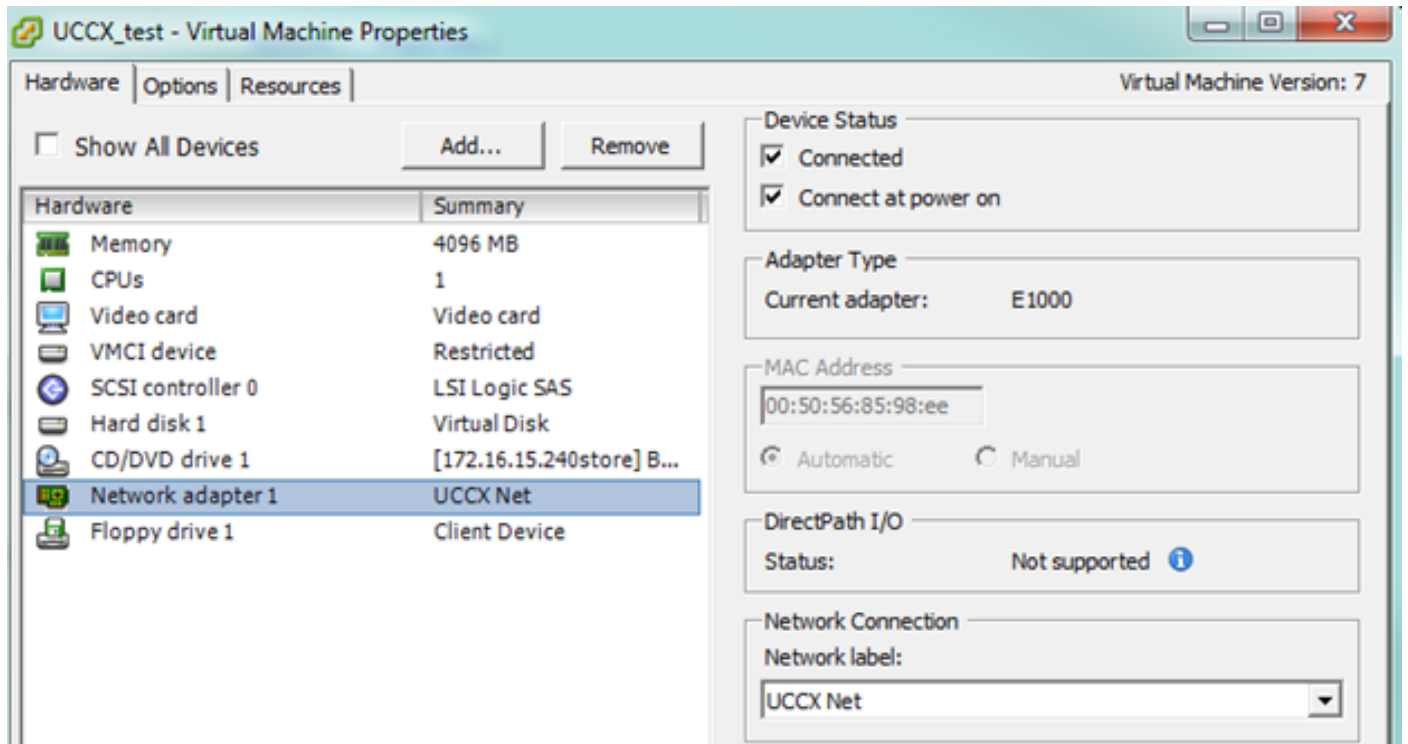 UCCX_test - Virtual Machine Properties
Hardware Options Resources
Virtual Machine Version: 7
Show All Devices
Add...
Remove
Hardware Summary
Memory 4096 MB
CPUs 1
Video card Video card
VMCI device Restricted
SCSI controller 0 LSI Logic SAS
Hard disk 1 Virtual Disk
CD/DVD drive 1 [172.16.15.240store] B...
Network adapter 1 UCCX Net
Floppy drive 1 Client Device
Device Status
Connected
Connect at power on
Adapter Type
Current adapter: E1000
MAC Address
00:50:56:85:98:ee
Automatic Manual
DirectPath I/O
Status: Not supported
Network Connection
Network label:
UCCX Net